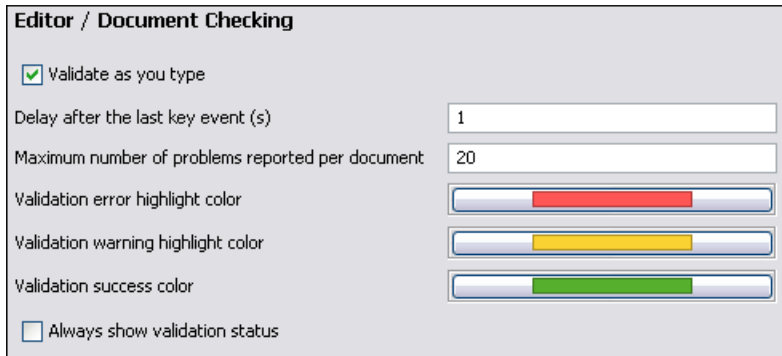 Editor / Document Checking
Validate as you type
Delay after the last key event (s) 1
Maximum number of problems reported per document 20
Validation error highlight color
Validation warning highlight color
Validation success color
Always show validation status